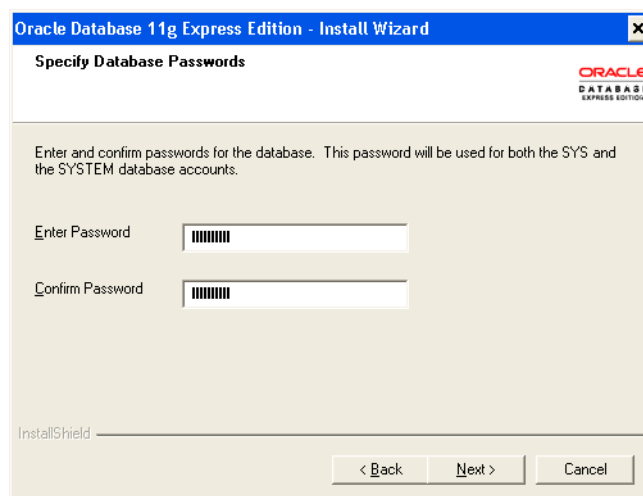 Oracle Database 11g Express Edition - Install Wizard
Specify Database Passwords
ORACLE
DATABASE
EXPRESS EDITION
Enter and confirm passwords for the database. This password will be used for both the SYS and
the SYSTEM database accounts.
Enter Password
Confirm Password
InstallShield
< Back Next > Cancel